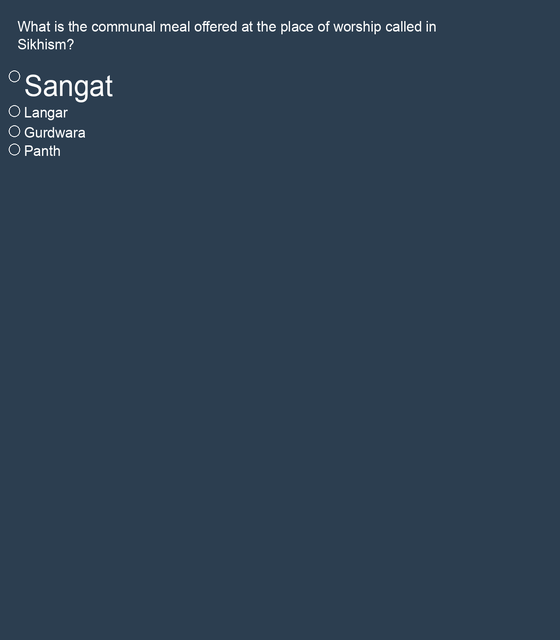 What is the communal meal offered at the place of worship called in
Sikhism?
Sangat
Langar
Gurdwara
Panth